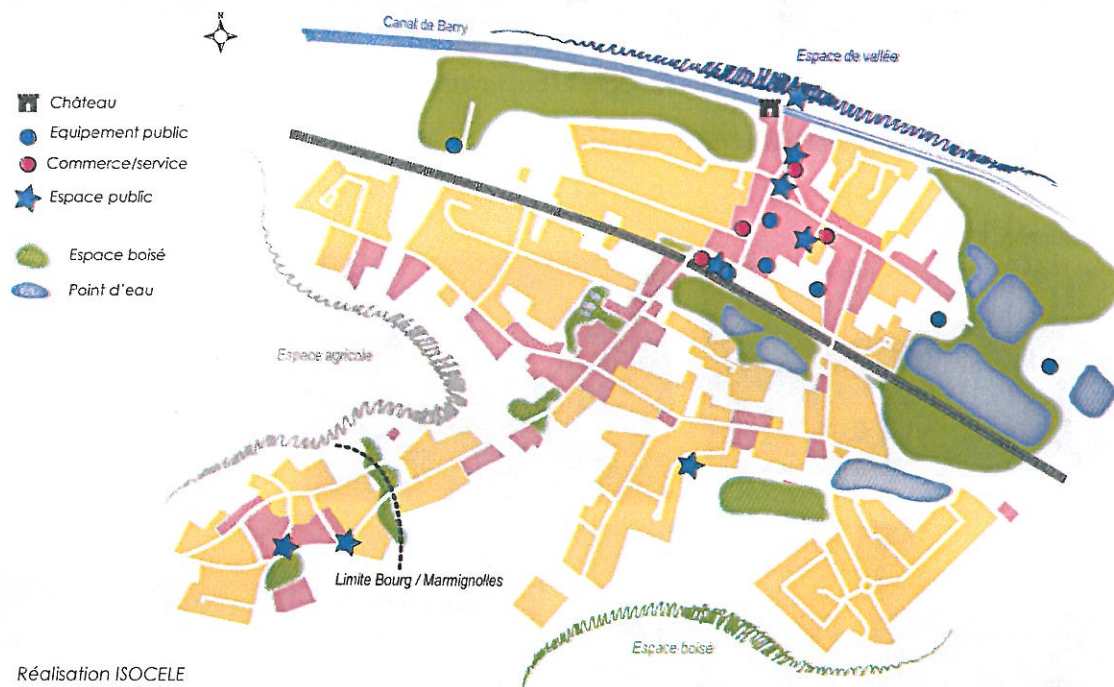 N
Canal de Berry
Espace de vallée
Château
Equipement public
Commerce/service
Espace public
Espace boisé
Point d'eau
Espace agricole
Limite Bourg / Marmignolles
Espace boisé
Réalisation ISOCELE